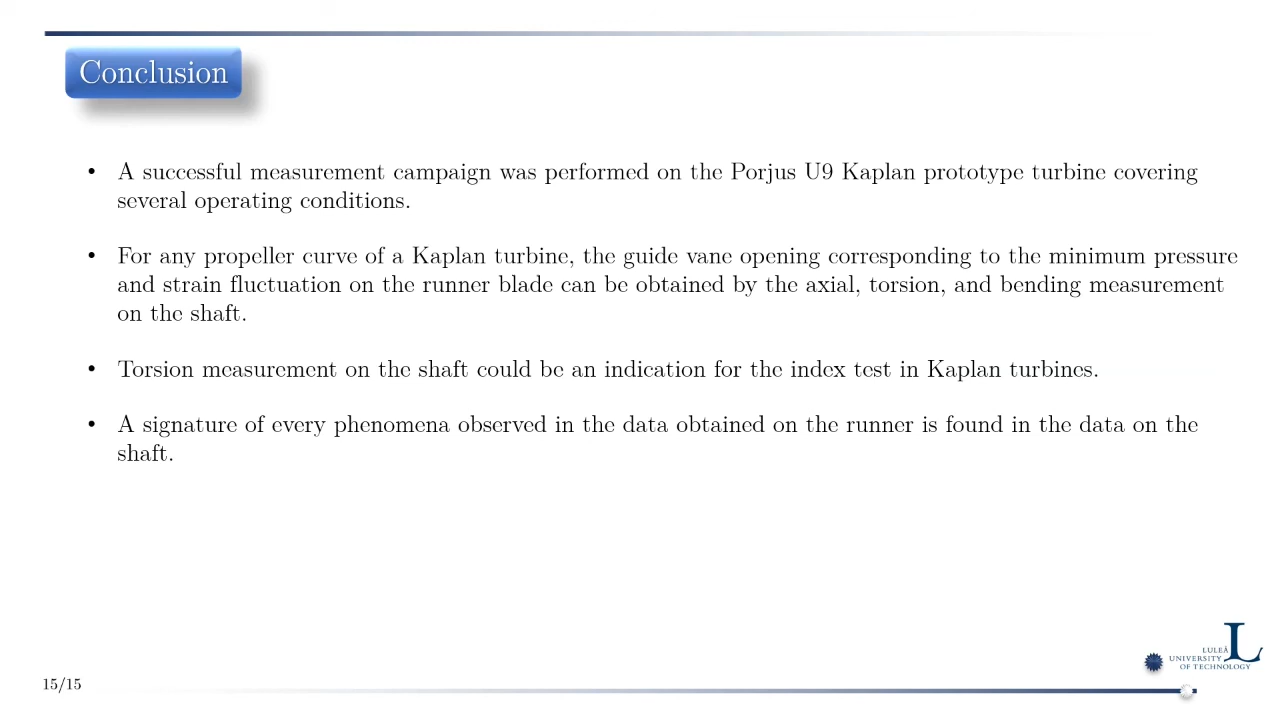 Conclusion
• A successful measurement campaign was performed on the Porjus U9 Kaplan prototype turbine covering
several operating conditions.
• For any propeller curve of a Kaplan turbine, the guide vane opening corresponding to the minimum pressure
and strain fluctuation on the runner blade can be obtained by the axial, torsion, and bending measurement
on the shaft.
• Torsion measurement on the shaft could be an indication for the index test in Kaplan turbines.
• A signature of every phenomena observed in the data obtained on the runner is found in the data on the
shaft.
L
LULEÅ
UNIVERSITY
OF TECHNOLOGY
15/15